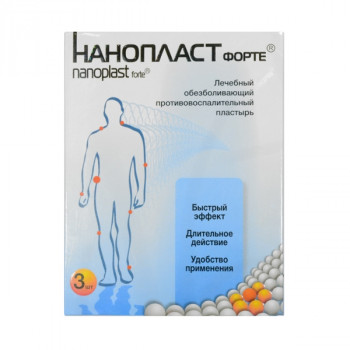 НАНОПЛАСТ ФОРТЕ®
nanoplast forte®
Лечебный
обезболивающий
противовоспалительный
пластырь
Быстрый
эффект
Длительное
действие
Удобство
применения
3 шт